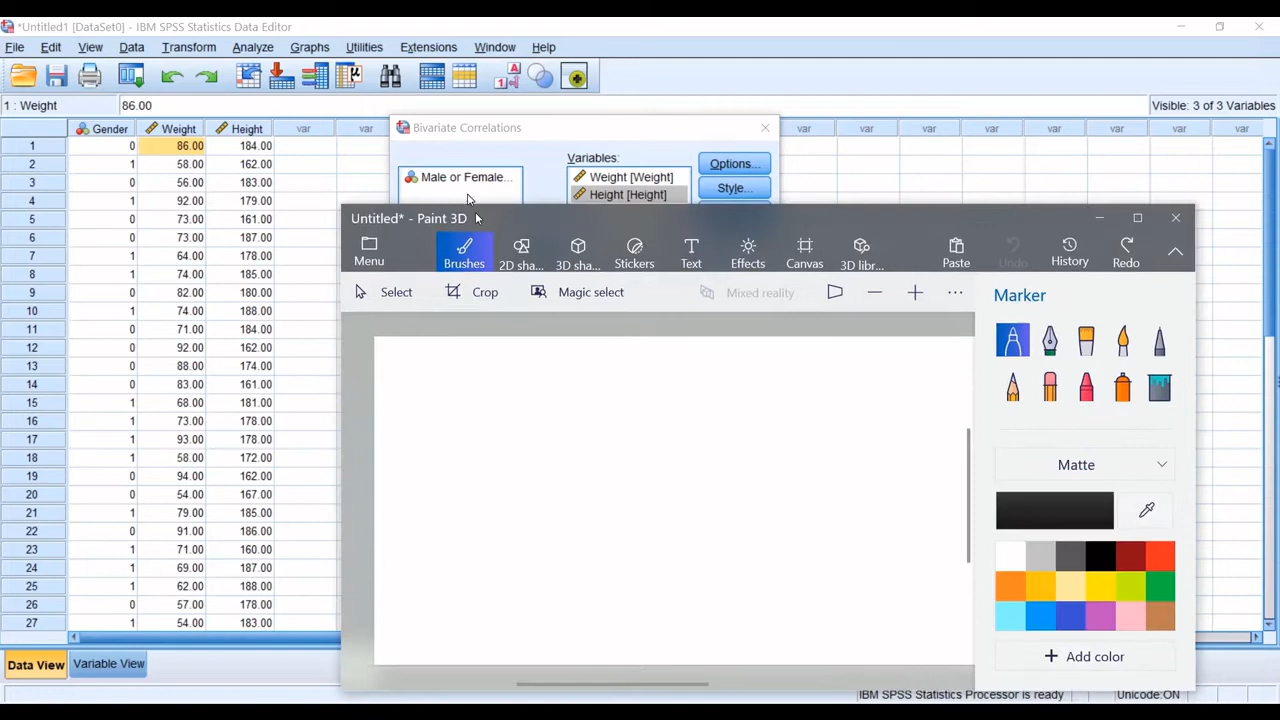 *Untitled1 [DataSet0] - IBM SPSS Statistics Data Editor
File Edit View Data Transform Analyze Graphs Utilities Extensions Window Help
1 : Weight 86.00 Visible: 3 of 3 Variables
Gender Weight Height var var var var var var var var var var
1 0 86.00 184.00
2 1 58.00 162.00
3 0 56.00 183.00
4 1 92.00 179.00
5 0 73.00 161.00
6 0 73.00 187.00
7 0 64.00 178.00
8 1 74.00 185.00
9 0 82.00 180.00
10 1 74.00 188.00
11 0 71.00 184.00
12 0 92.00 162.00
13 0 88.00 174.00
14 0 83.00 161.00
15 1 68.00 181.00
16 1 73.00 178.00
17 1 93.00 178.00
18 1 58.00 172.00
19 0 94.00 162.00
20 0 54.00 167.00
21 1 79.00 185.00
22 0 91.00 186.00
23 1 71.00 160.00
24 1 69.00 187.00
25 1 62.00 188.00
26 0 57.00 178.00
27 1 54.00 183.00
Bivariate Correlations
Variables:
Male or Female...
Weight [Weight]
Height [Height]
Options...
Style...
Untitled* - Paint 3D
Menu Brushes 2D sha... 3D sha... Stickers Text Effects Canvas 3D libr... Paste Undo History Redo
Select Crop Magic select Mixed reality
Marker
Matte
Add color
Data View Variable View
IBM SPSS Statistics Processor is ready Unicode:ON